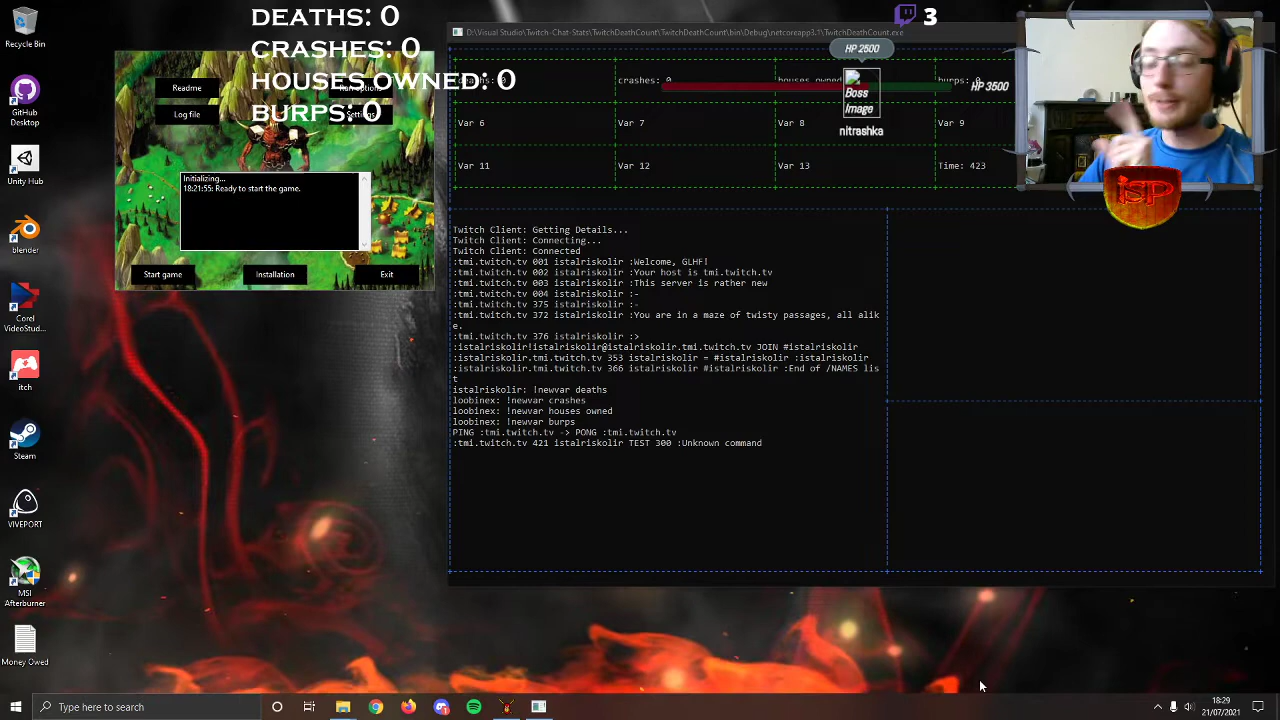 DEATHS: 0
CRASHES: 0
HOUSES OWNED: 0
BURPS: 0
3
Recycle Bin
GitHub Desktop
Unity Hub
blender
Corel VideoStud...
itch
Steam
VIVEPORT
MSI Afterburner
Money Owed
Readme
Log file
Initializing...
18:21:55: Ready to start the game.
Start game
Installation
Exit
D:\Visual Studio\Twitch-Chat-Stats\TwitchDeathCount\TwitchDeathCount\bin\Debug\netcoreapp3.1\TwitchDeathCount.exe
HP 2500
crashes: 0
houses owned
burps: 0
HP 3500
Boss Image
nitrashka
Var 6
Var 7
Var 8
Var 9
Var 11
Var 12
Var 13
Time: 423
ISP
Twitch Client: Getting Details...
Twitch Client: Connecting...
Twitch Client: Connected
:tmi.twitch.tv 001 istalriskolir :Welcome, GLHF!
:tmi.twitch.tv 002 istalriskolir :Your host is tmi.twitch.tv
:tmi.twitch.tv 003 istalriskolir :This server is rather new
:tmi.twitch.tv 004 istalriskolir :-
:tmi.twitch.tv 375 istalriskolir :-
:tmi.twitch.tv 372 istalriskolir :You are in a maze of twisty passages, all alik
e.
:tmi.twitch.tv 376 istalriskolir :>
:istalriskolir!istalriskolir@istalriskolir.tmi.twitch.tv JOIN #istalriskolir
:istalriskolir.tmi.twitch.tv 353 istalriskolir = #istalriskolir :istalriskolir
:istalriskolir.tmi.twitch.tv 366 istalriskolir #istalriskolir :End of /NAMES lis
t
istalriskolir: !newvar deaths
loobinex: !newvar crashes
loobinex: !newvar houses owned
loobinex: !newvar burps
PING :tmi.twitch.tv -> PONG :tmi.twitch.tv
:tmi.twitch.tv 421 istalriskolir TEST 300 :Unknown command
Type here to search
18:29
21/07/2021